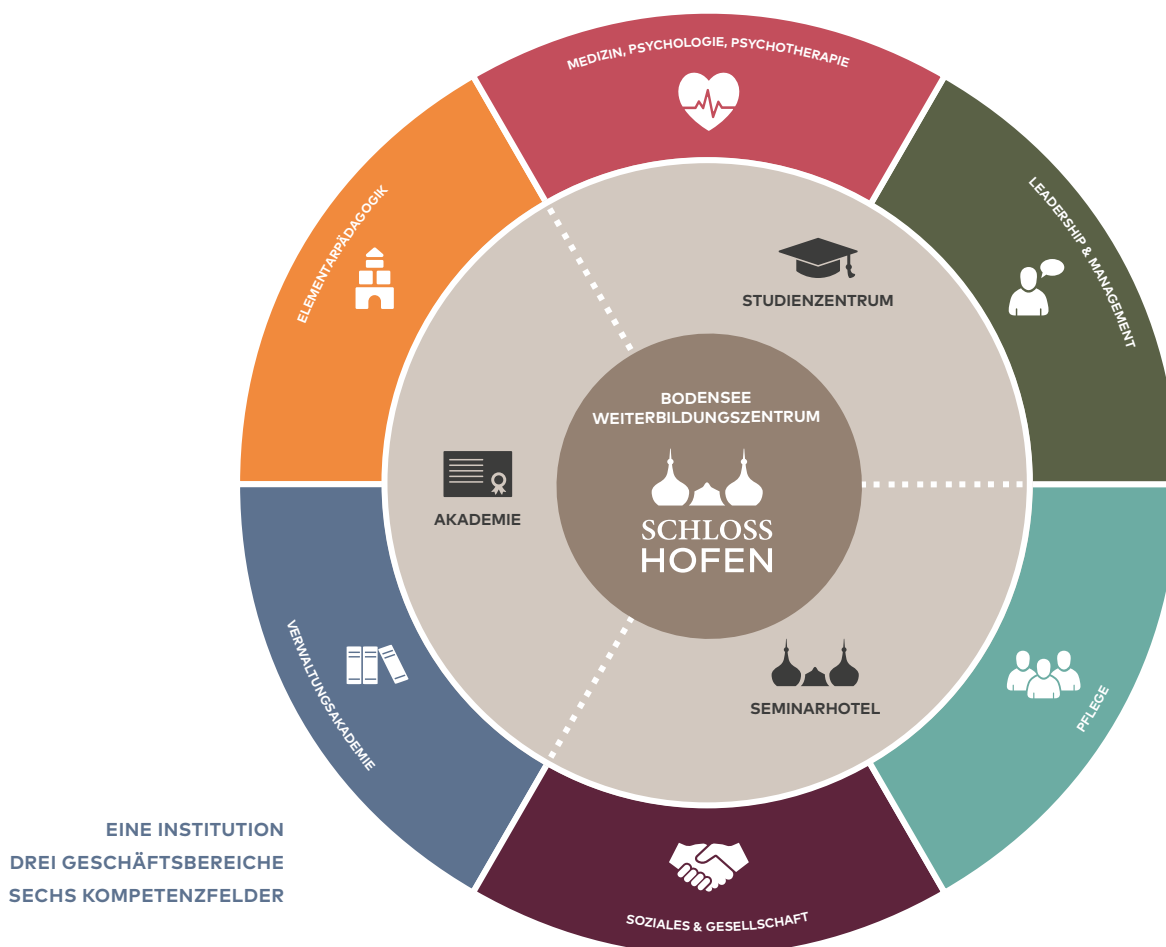 MEDIZIN, PSYCHOLOGIE, PSYCHOTHERAPIE
ELEMENTARPÄDAGOGIK
LEADERSHIP & MANAGEMENT
STUDIENZENTRUM
BODENSEE
WEITERBILDUNGSZENTRUM
SCHLOSS
HOFEN
AKADEMIE
SEMINARHOTEL
VERWALTUNGSAKADEMIE
PFLEGE
SOZIALES & GESELLSCHAFT
EINE INSTITUTION
DREI GESCHÄFTSBEREICHE
SECHS KOMPETENZFELDER